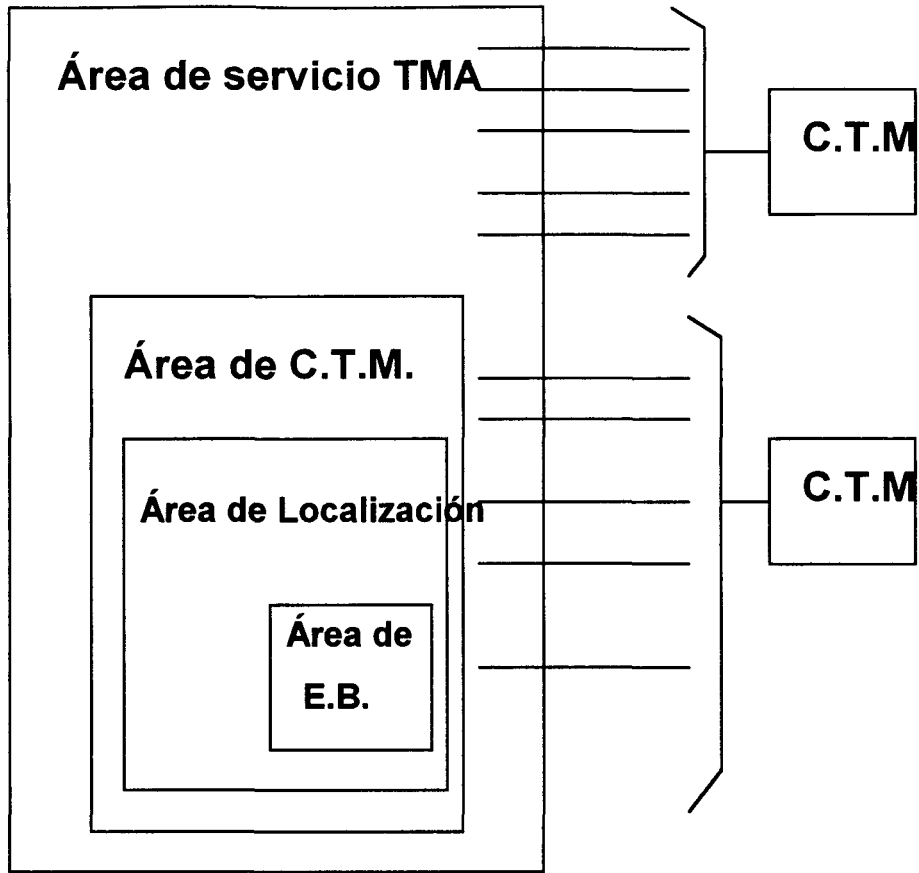 Área de servicio TMA
C.T.M
Área de C.T.M.
C.T.M
Área de Localización
Área de
E.B.